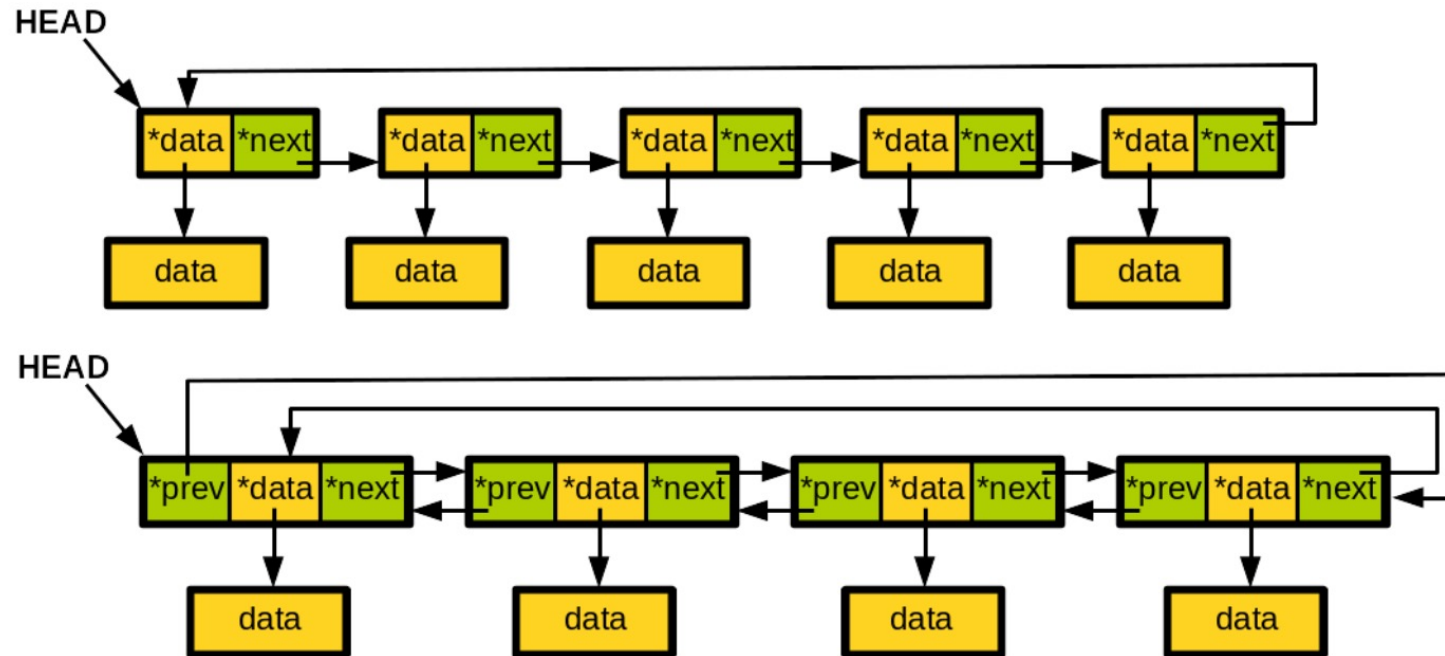 HEAD
*data *next *data *next *data *next *data *next *data *next
data data data data data
HEAD
*prev *data *next *prev *data *next *prev *data *next *prev *data *next
data data data data